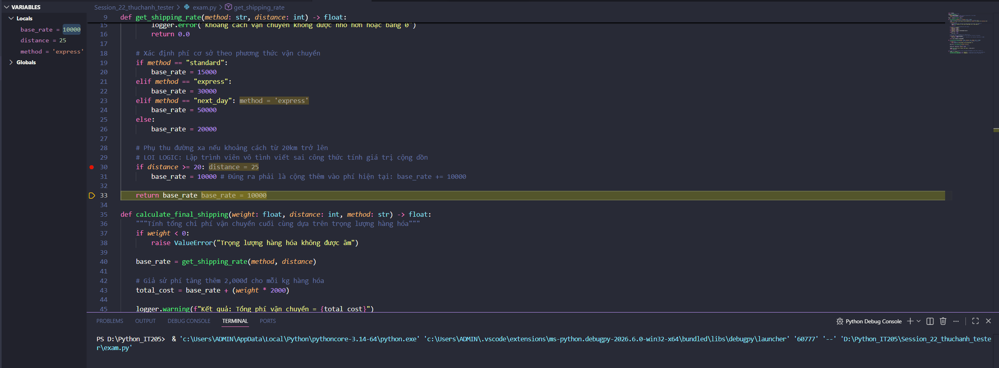 VARIABLES
Locals
base_rate = 10000
distance = 25
method = 'express'
Globals
Session_22_thuchanh_tester > exam.py > get_shipping_rate
9 def get_shipping_rate(method: str, distance: int) -> float:
15 logger.error("Khoảng cách vận chuyển không được nhỏ hơn hoặc bằng 0")
16 return 0.0
17
18 # Xác định phí cơ sở theo phương thức vận chuyển
19 if method == "standard":
20 base_rate = 15000
21 elif method == "express":
22 base_rate = 30000
23 elif method == "next_day": method = 'express'
24 base_rate = 50000
25 else:
26 base_rate = 20000
27
28 # Phụ thu đường xa nếu khoảng cách từ 20km trở lên
29 # LOI LOGIC: Lập trình viên vô tình viết sai công thức tính giá trị cộng dồn
30 if distance >= 20: distance = 25
31 base_rate = 10000 # Đúng ra phải là cộng thêm vào phí hiện tại: base_rate += 10000
32
33 return base_rate base_rate = 10000
34
35 def calculate_final_shipping(weight: float, distance: int, method: str) -> float:
36 """Tính tổng chi phí vận chuyển cuối cùng dựa trên trọng lượng hàng hóa"""
37 if weight < 0:
38 raise ValueError("Trọng lượng hàng hóa không được âm")
39
40 base_rate = get_shipping_rate(method, distance)
41
42 # Giả sử phí tăng thêm 2,000đ cho mỗi kg hàng hóa
43 total_cost = base_rate + (weight * 2000)
44
45 logger.warning(f"Kết quả: Tổng phí vận chuyển = {total_cost}")
PROBLEMS OUTPUT DEBUG CONSOLE TERMINAL PORTS
Python Debug Console
PS D:\Python_IT205> & 'c:\Users\ADMIN\AppData\Local\Python\pythoncore-3.14-64\python.exe' 'c:\Users\ADMIN\.vscode\extensions\ms-python.debugpy-2026.6.0-win32-x64\bundled\libs\debugpy\launcher' '60777' '--' 'D:\Python_IT205\Session_22_thuchanh_teste
r\exam.py'